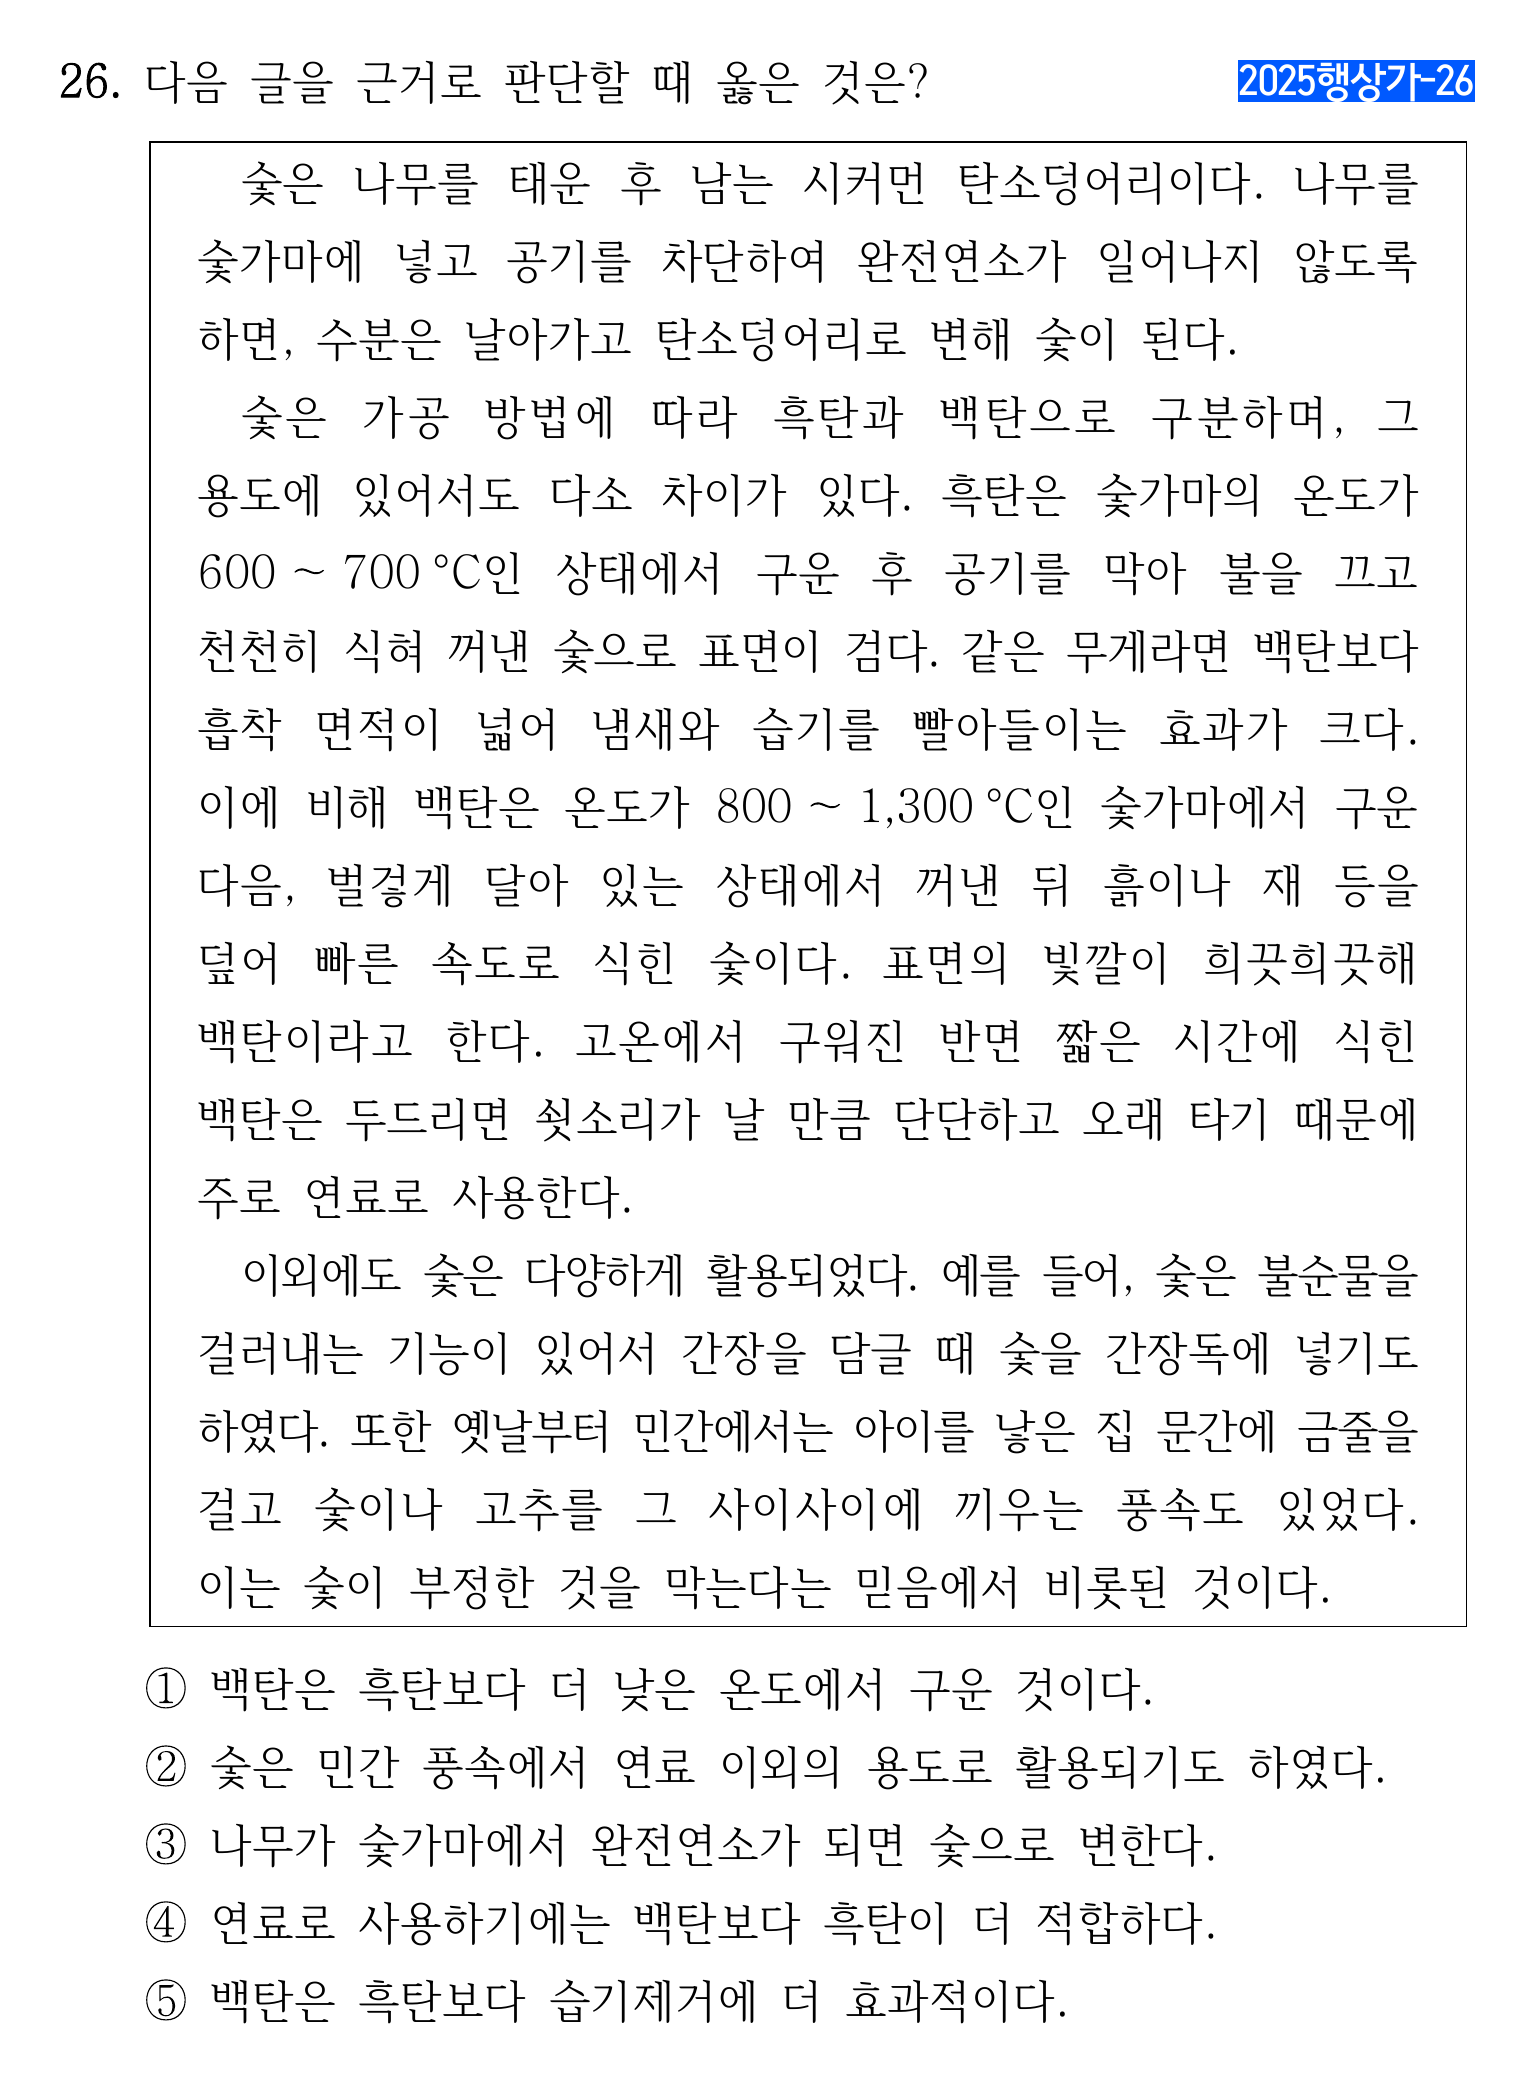 26. 다음 글을 근거로 판단할 때 옳은 것은?
2025행상가-26
숯은 나무를 태운 후 남는 시커먼 탄소덩어리이다. 나무를
숯가마에 넣고 공기를 차단하여 완전연소가 일어나지 않도록
하면, 수분은 날아가고 탄소덩어리로 변해 숯이 된다.
숯은 가공 방법에 따라 흑탄과 백탄으로 구분하며, 그
용도에 있어서도 다소 차이가 있다. 흑탄은 숯가마의 온도가
600 ~ 700 ℃인 상태에서 구운 후 공기를 막아 불을 끄고
천천히 식혀 꺼낸 숯으로 표면이 검다. 같은 무게라면 백탄보다
흡착 면적이 넓어 냄새와 습기를 빨아들이는 효과가 크다.
이에 비해 백탄은 온도가 800 ~ 1,300 ℃인 숯가마에서 구운
다음, 벌겋게 달아 있는 상태에서 꺼낸 뒤 흙이나 재 등을
덮어 빠른 속도로 식힌 숯이다. 표면의 빛깔이 희끗희끗해
백탄이라고 한다. 고온에서 구워진 반면 짧은 시간에 식힌
백탄은 두드리면 쇳소리가 날 만큼 단단하고 오래 타기 때문에
주로 연료로 사용한다.
이외에도 숯은 다양하게 활용되었다. 예를 들어, 숯은 불순물을
걸러내는 기능이 있어서 간장을 담글 때 숯을 간장독에 넣기도
하였다. 또한 옛날부터 민간에서는 아이를 낳은 집 문간에 금줄을
걸고 숯이나 고추를 그 사이사이에 끼우는 풍속도 있었다.
이는 숯이 부정한 것을 막는다는 믿음에서 비롯된 것이다.
① 백탄은 흑탄보다 더 낮은 온도에서 구운 것이다.
② 숯은 민간 풍속에서 연료 이외의 용도로 활용되기도 하였다.
③ 나무가 숯가마에서 완전연소가 되면 숯으로 변한다.
④ 연료로 사용하기에는 백탄보다 흑탄이 더 적합하다.
⑤ 백탄은 흑탄보다 습기제거에 더 효과적이다.